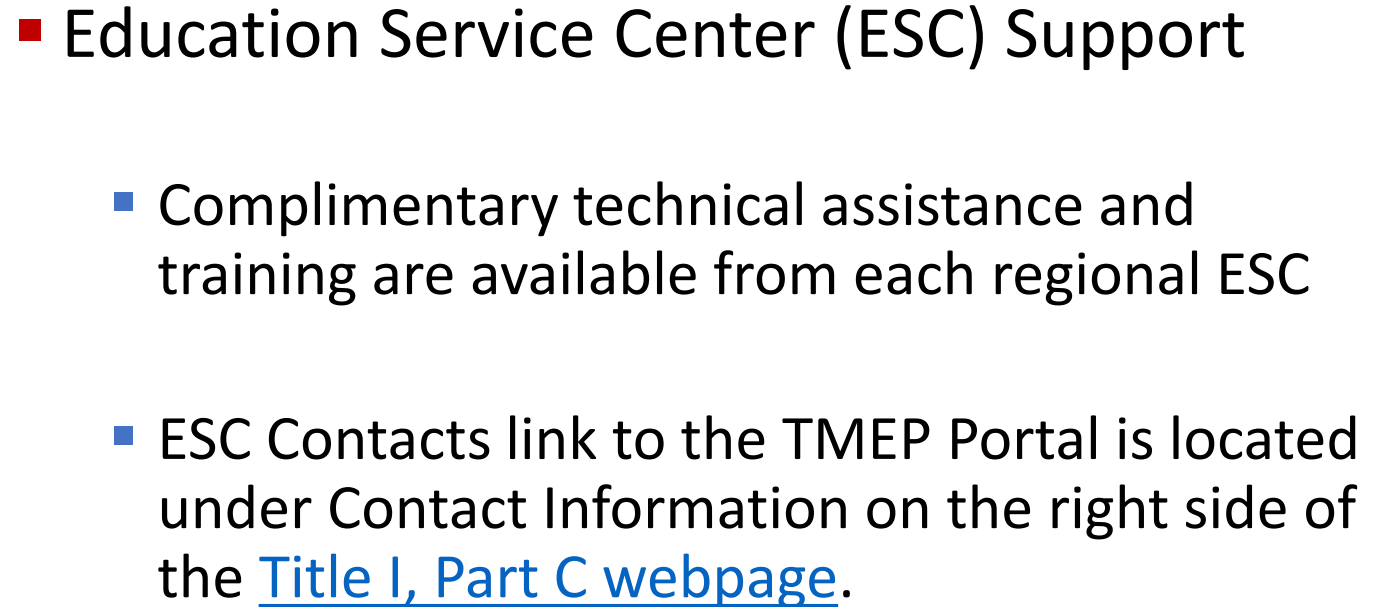 Education Service Center (ESC) Support
Complimentary technical assistance and
training are available from each regional ESC
ESC Contacts link to the TMEP Portal is located
under Contact Information on the right side of
the Title I, Part C webpage.